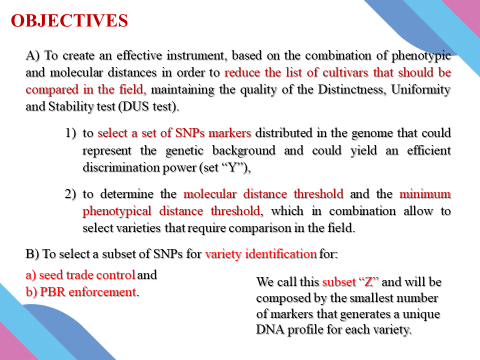 OBJECTIVES
A) To create an effective instrument, based on the combination of phenotypic
and molecular distances in order to reduce the list of cultivars that should be
compared in the field, maintaining the quality of the Distinctness, Uniformity
and Stability test (DUS test).
1) to select a set of SNPs markers distributed in the genome that could
represent the genetic background and could yield an efficient
discrimination power (set “Y”),
2) to determine the molecular distance threshold and the minimum
phenotypical distance threshold, which in combination allow to
select varieties that require comparison in the field.
B) To select a subset of SNPs for variety identification for:
a) seed trade control and
b) PBR enforcement.
We call this subset “Z” and will be
composed by the smallest number
of markers that generates a unique
DNA profile for each variety.